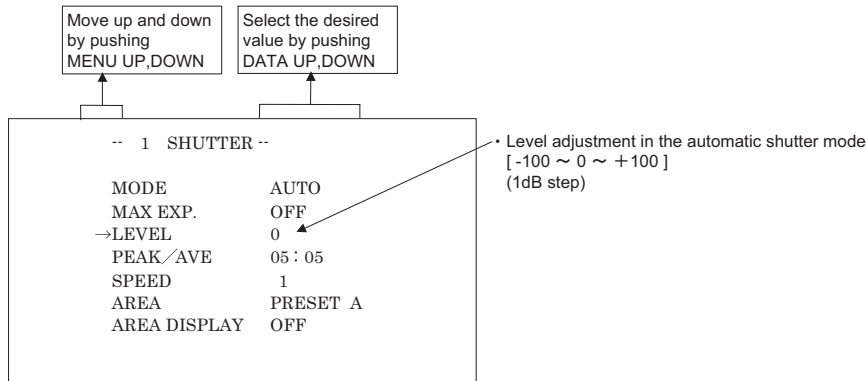 Move up and down
by pushing
MENU UP,DOWN
Select the desired
value by pushing
DATA UP,DOWN
-- 1 SHUTTER --
MODE AUTO
MAX EXP. OFF
→LEVEL 0
PEAK／AVE 05：05
SPEED 1
AREA PRESET A
AREA DISPLAY OFF
・Level adjustment in the automatic shutter mode
[ -100 ～ 0 ～ ＋100 ]
(1dB step)